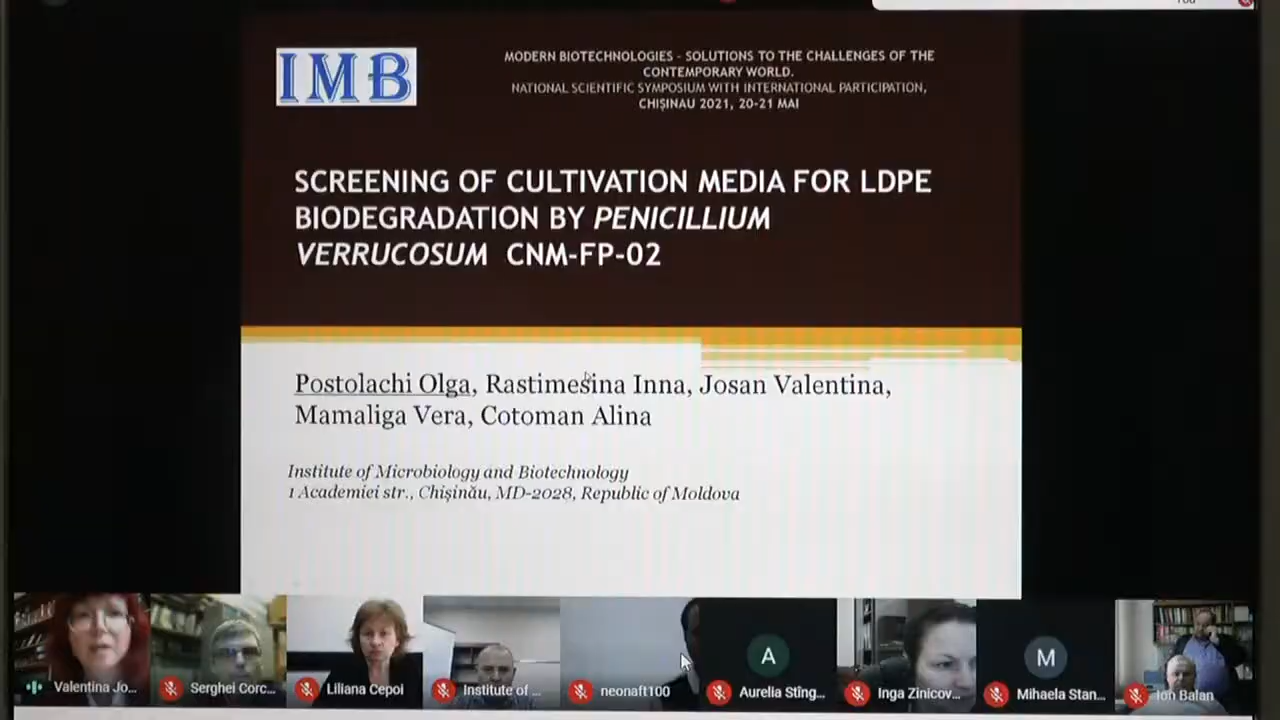 IMB
MODERN BIOTECHNOLOGIES - SOLUTIONS TO THE CHALLENGES OF THE
CONTEMPORARY WORLD.
NATIONAL SCIENTIFIC SYMPOSIUM WITH INTERNATIONAL PARTICIPATION,
CHIȘINAU 2021, 20-21 MAI
SCREENING OF CULTIVATION MEDIA FOR LDPE
BIODEGRADATION BY PENICILLIUM
VERRUCOSUM CNM-FP-02
Postolachi Olga, Rastimeșina Inna, Josan Valentina,
Mamaliga Vera, Cotoman Alina
Institute of Microbiology and Biotechnology
1 Academiei str., Chișinău, MD-2028, Republic of Moldova
Valentina Jo...
Serghei Corc...
Liliana Cepoi
Institute of ...
neonaft100
A
Aurelia Stîng...
Inga Zinicov...
M
Mihaela Stan...
Ion Balan